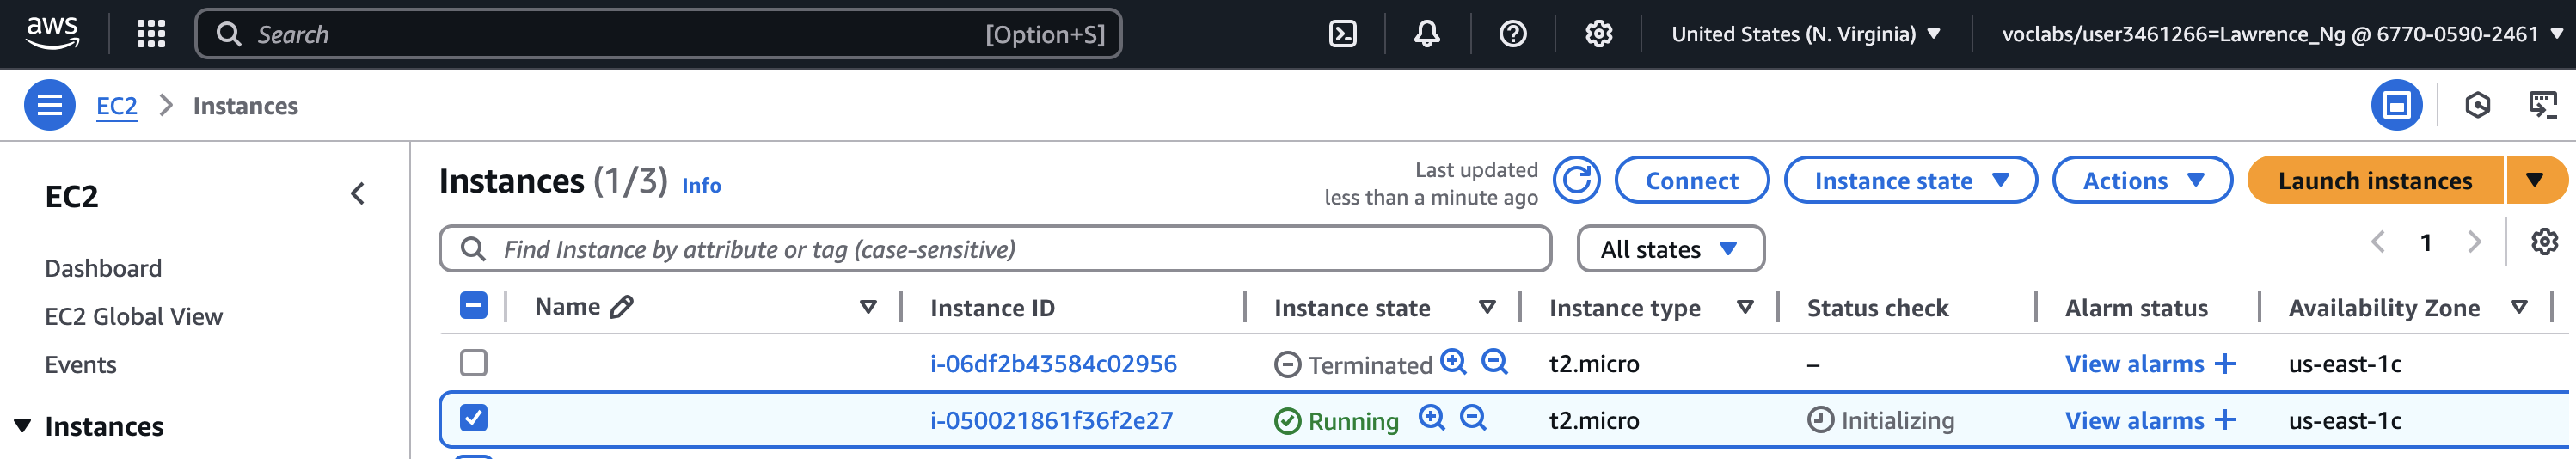 aws Search [Option+S] United States (N. Virginia) voclabs/user3461266=Lawrence_Ng @ 6770-0590-2461
EC2 Instances
EC2
Dashboard
EC2 Global View
Events
Instances
Instances (1/3) Info
Last updated
less than a minute ago
Connect Instance state Actions Launch instances
Find Instance by attribute or tag (case-sensitive) All states 1
Name Instance ID Instance state Instance type Status check Alarm status Availability Zone
i-06df2b43584c02956 Terminated t2.micro – View alarms + us-east-1c
i-050021861f36f2e27 Running t2.micro Initializing View alarms + us-east-1c